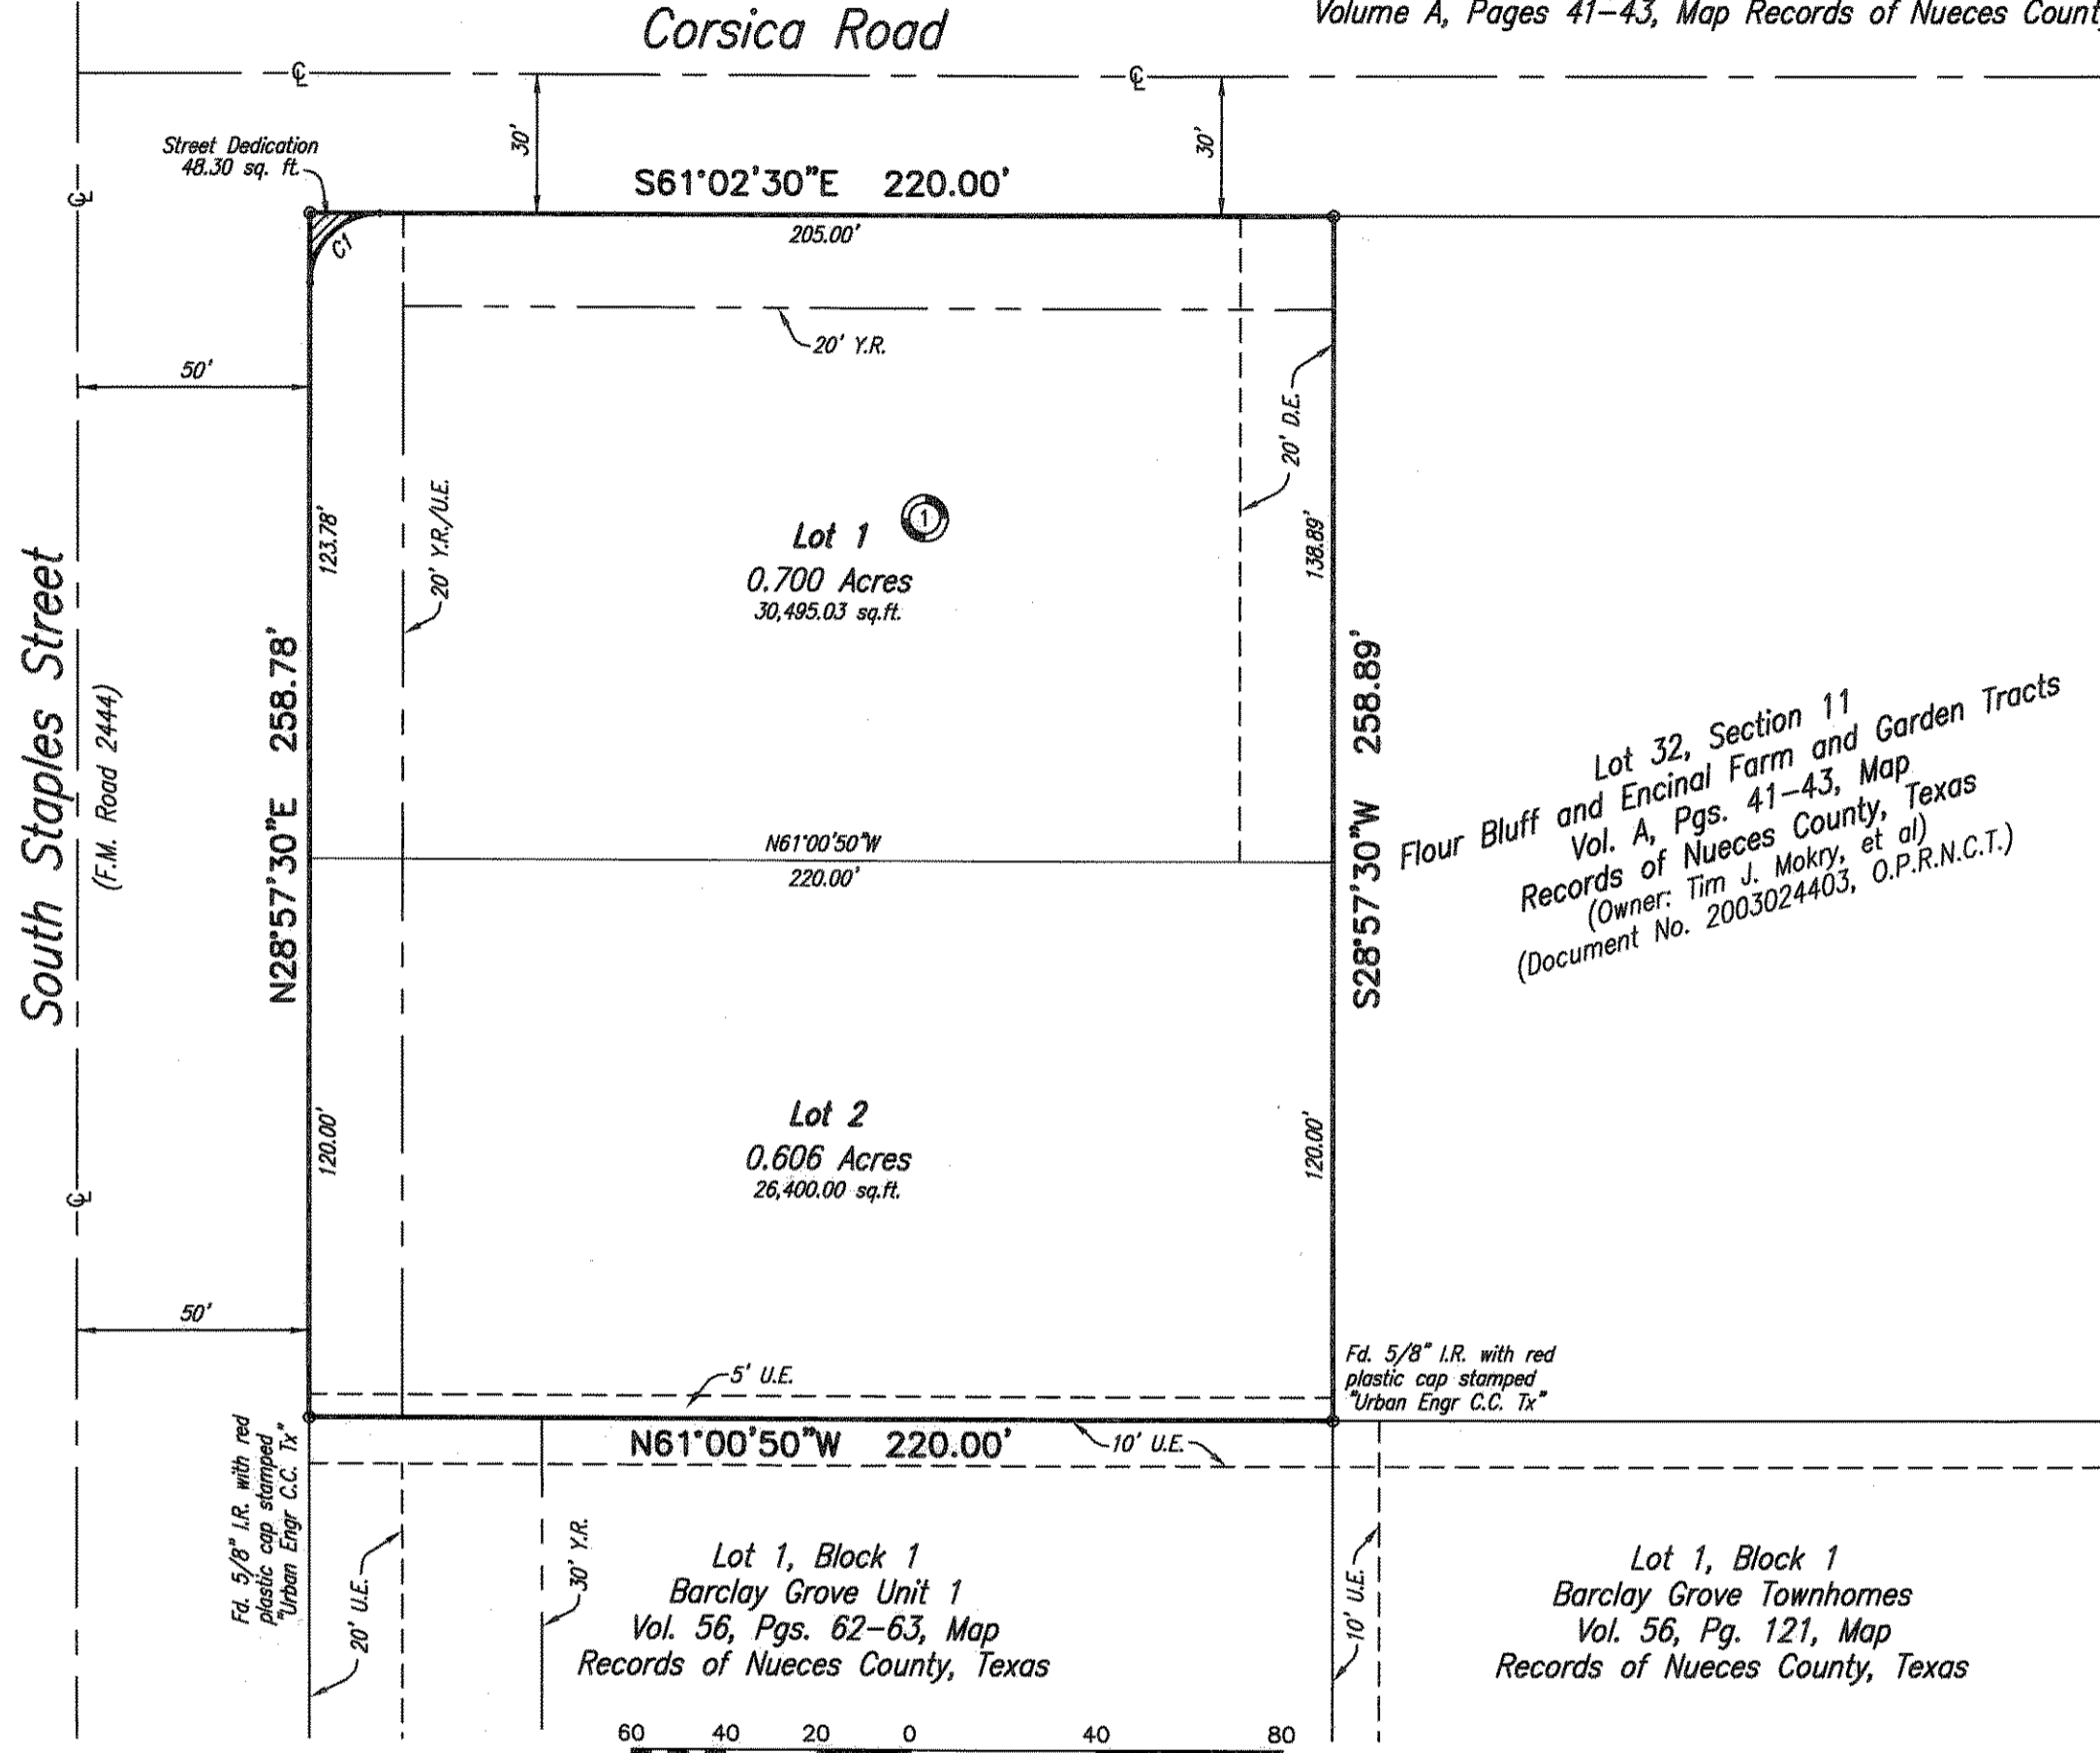 Corsica Road
Volume A, Pages 41-43, Map Records of Nueces
℄
℄
30'
30'
Street Dedication
48.30 sq. ft.
℄
S61°02'30"E 220.00'
205.00'
C1
20' Y.R.
50'
20' D.E.
20' Y.R./U.E.
123.78'
138.89'
1
Lot 1
0.700 Acres
30,495.03 sq.ft.
South Staples Street
(F.M. Road 2444)
N28°57'30"E 258.78'
S28°57'30"W 258.89'
Lot 32, Section 11
Flour Bluff and Encinal Farm and Garden Tracts
Vol. A, Pgs. 41-43, Map
Records of Nueces County, Texas
(Owner: Tim J. Mokry, et al)
(Document No. 2003024403, O.P.R.N.C.T.)
N61°00'50"W
220.00'
120.00'
120.00'
Lot 2
0.606 Acres
26,400.00 sq.ft.
℄
50'
5' U.E.
Fd. 5/8" I.R. with red
plastic cap stamped
"Urban Engr C.C. Tx"
Fd. 5/8" I.R. with red
plastic cap stamped
"Urban Engr C.C. Tx"
N61°00'50"W 220.00'
10' U.E.
20' U.E.
30' Y.R.
10' U.E.
Lot 1, Block 1
Barclay Grove Unit 1
Vol. 56, Pgs. 62-63, Map
Records of Nueces County, Texas
Lot 1, Block 1
Barclay Grove Townhomes
Vol. 56, Pg. 121, Map
Records of Nueces County, Texas
60 40 20 0 40 80